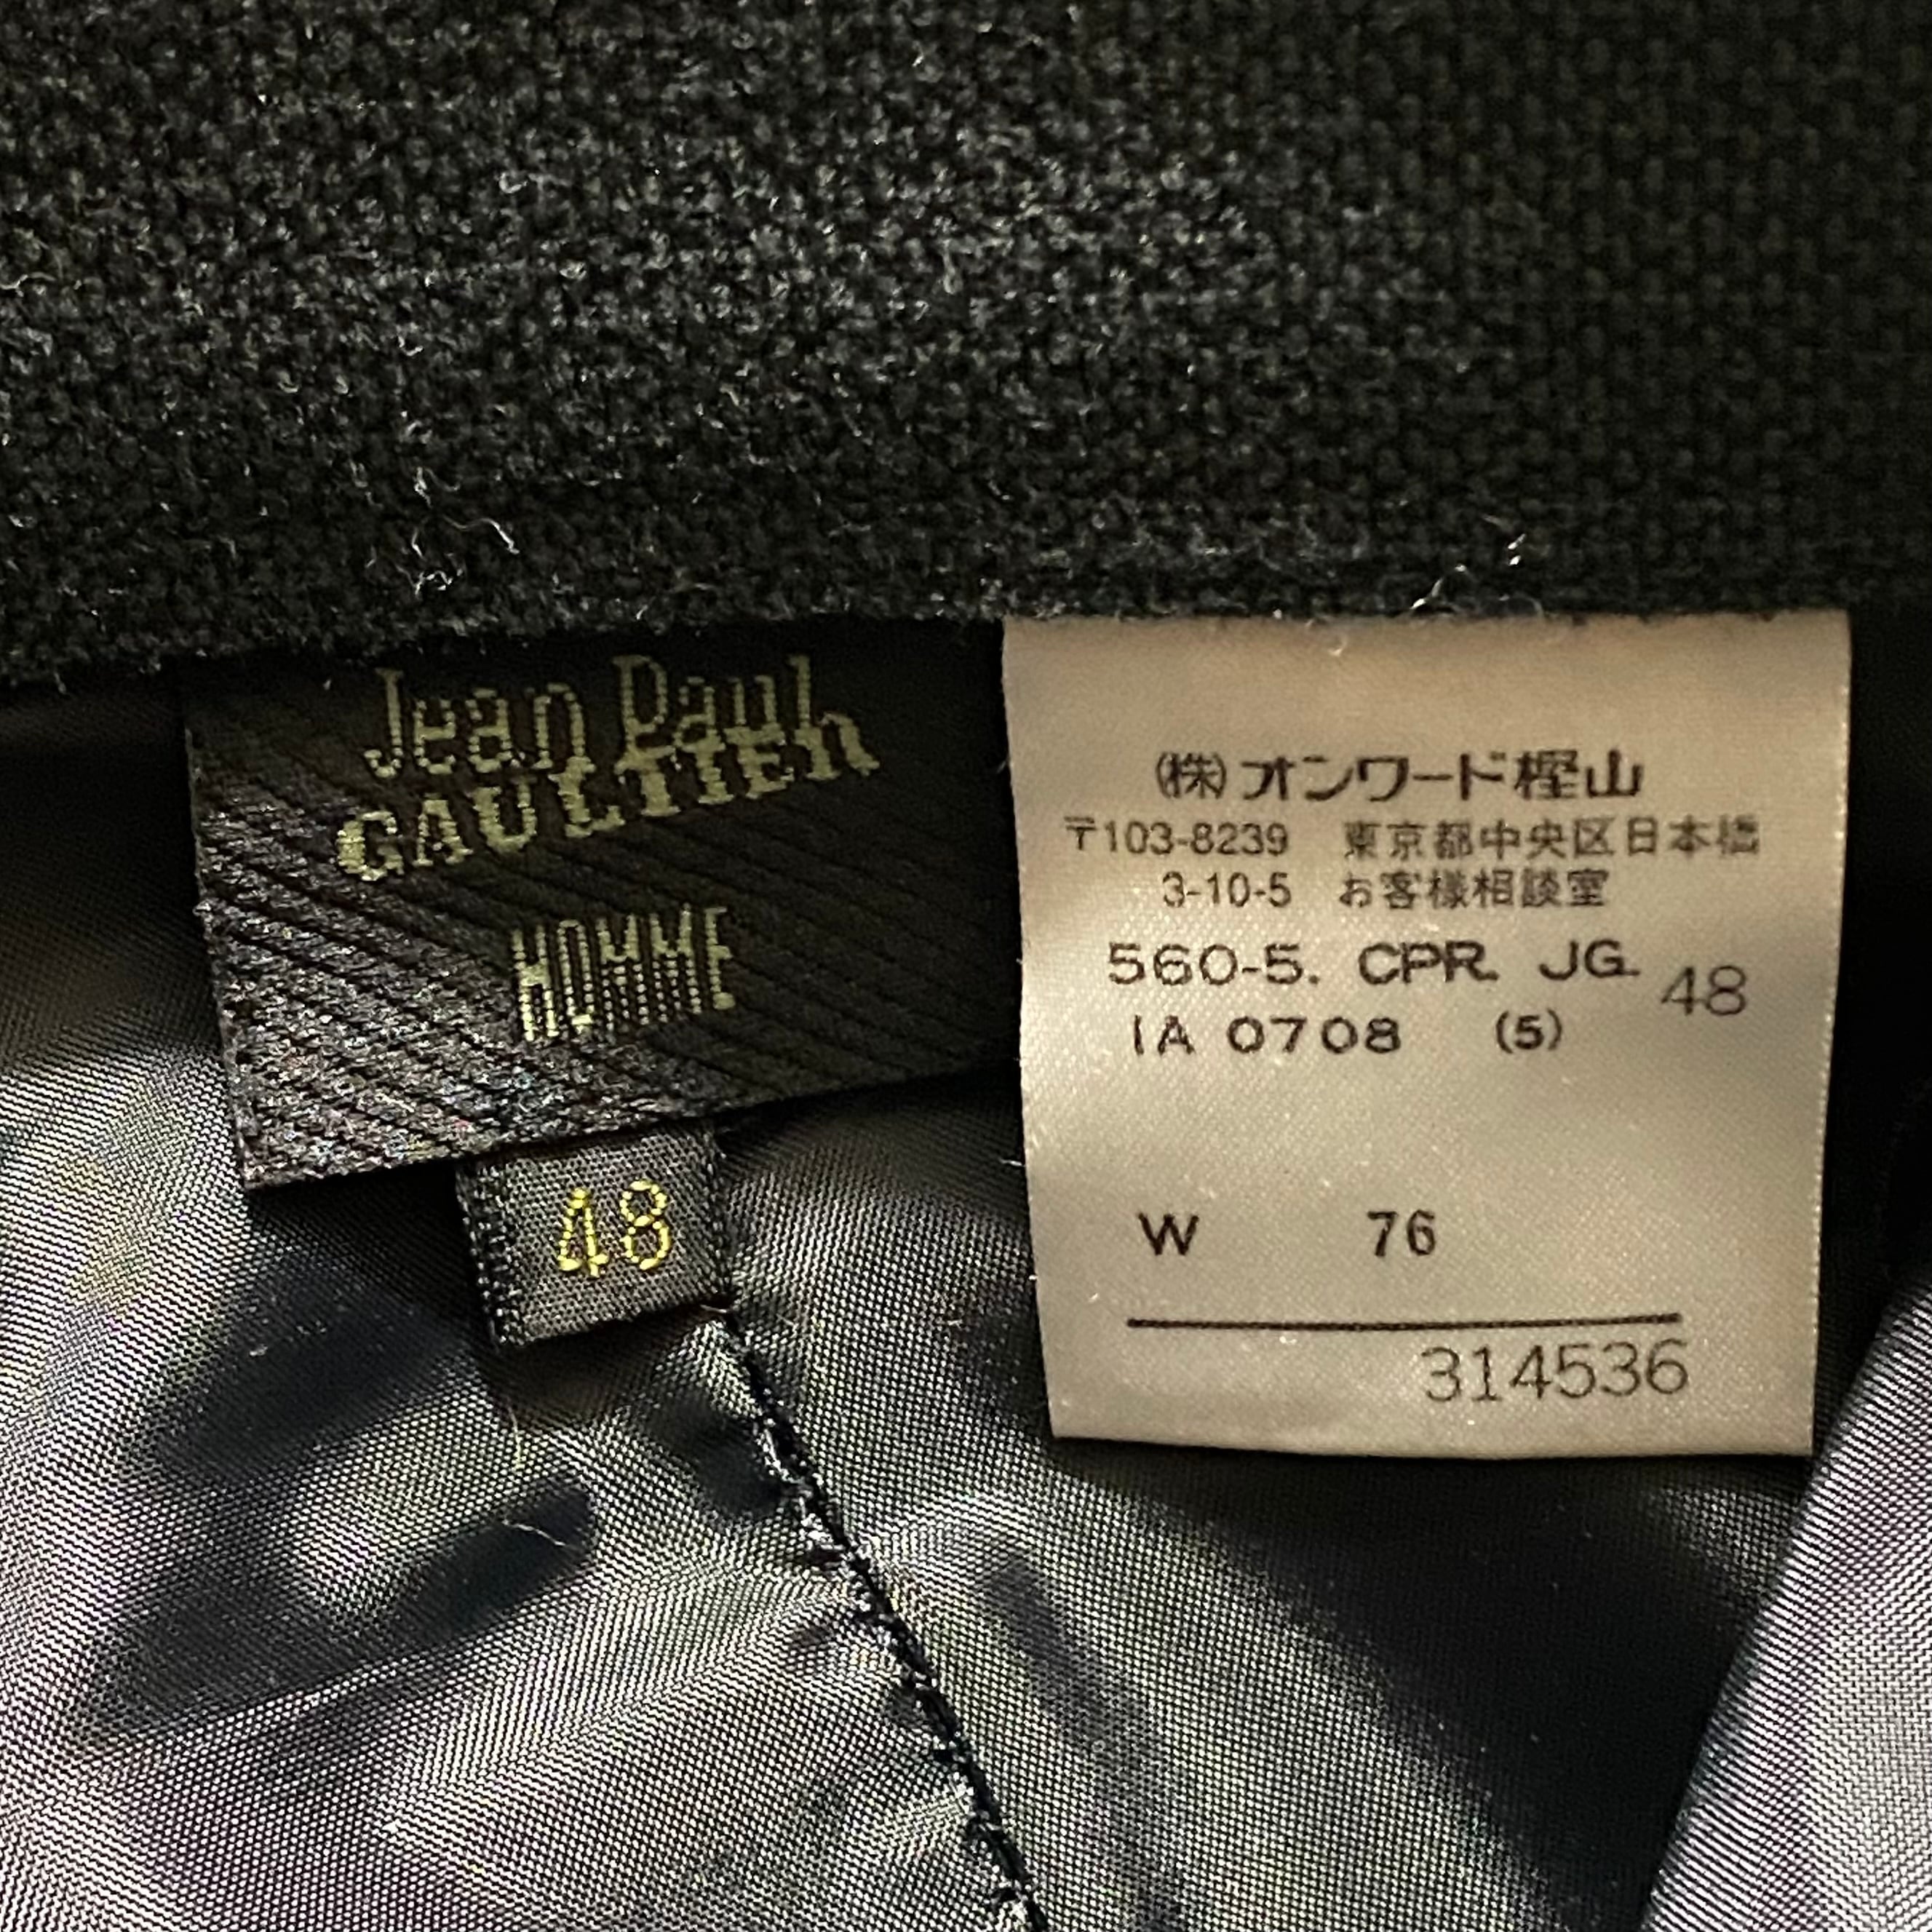 Jean Paul
GAULTIER
HOMME
48
(株)オンワード樫山
〒103-8239 東京都中央区日本橋
3-10-5 お客様相談室
560-5. CPR. JG. 48
IA 0708 (5)
W 76
314536